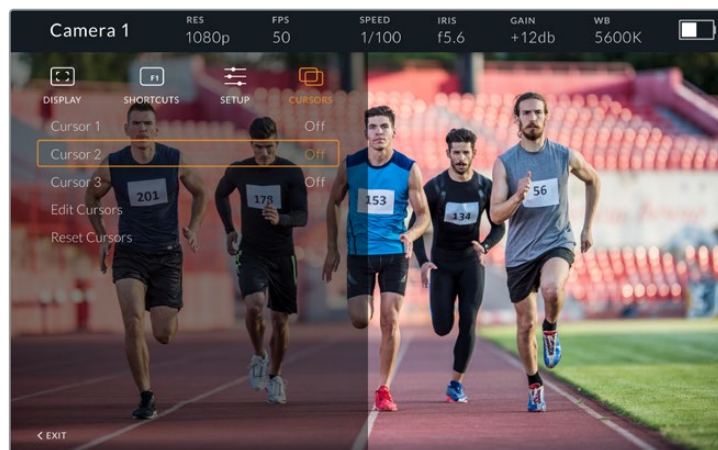 Camera 1
RES FPS SPEED IRIS GAIN WB
1080p 50 1/100 f5.6 +12db 5600K
F1
DISPLAY SHORTCUTS SETUP CURSORS
Cursor 1 Off
Cursor 2 Off
Cursor 3 Off
Edit Cursors
Reset Cursors
201
178
153
134
56
< EXIT